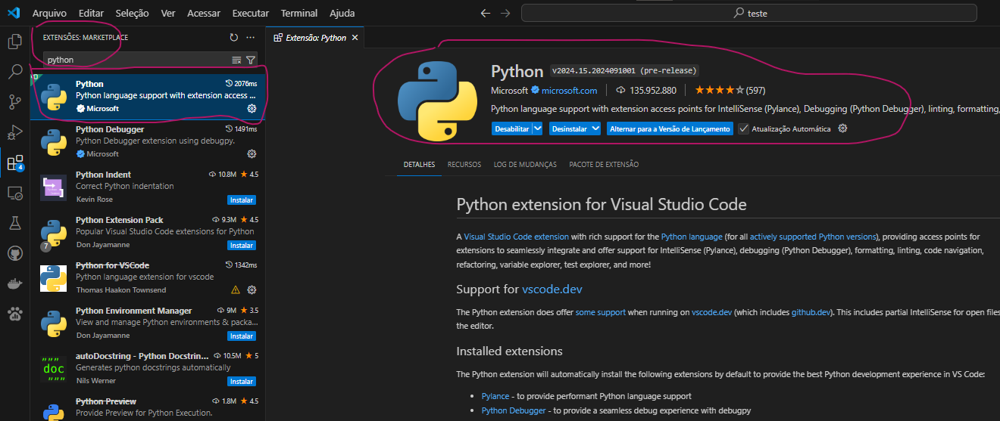 Arquivo Editar Seleção Ver Acessar Executar Terminal Ajuda teste
EXTENSÕES: MARKETPLACE
python
Python 2076ms
Python language support with extension access ...
Microsoft
Python Debugger 1491ms
Python Debugger extension using debugpy.
Microsoft
Python Indent 10.8M 4.5
Correct Python indentation
Kevin Rose Instalar
Python Extension Pack 9.3M 4.5
Popular Visual Studio Code extensions for Python
7 Don Jayamanne Instalar
Python for VSCode 1342ms
Python language extension for vscode
Thomas Haakon Townsend
Python Environment Manager 9M 3.5
View and manage Python environments & packa...
Don Jayamanne Instalar
autoDocstring - Python Docstrin... 10.5M 5
Generates python docstrings automatically
Nils Werner Instalar
""" doc """
Python Preview 1.8M 4.5
Provide Preview for Python Execution.
4
Extensão: Python
Python v2024.15.2024091001 (pre-release)
Microsoft microsoft.com 135.952.880 (597)
Python language support with extension access points for IntelliSense (Pylance), Debugging (Python Debugger), linting, formatting,
Desabilitar Desinstalar Alternar para a Versão de Lançamento Atualização Automática
DETALHES RECURSOS LOG DE MUDANÇAS PACOTE DE EXTENSÃO
Python extension for Visual Studio Code
A Visual Studio Code extension with rich support for the Python language (for all actively supported Python versions), providing access points for
extensions to seamlessly integrate and offer support for IntelliSense (Pylance), debugging (Python Debugger), formatting, linting, code navigation,
refactoring, variable explorer, test explorer, and more!
Support for vscode.dev
The Python extension does offer some support when running on vscode.dev (which includes github.dev). This includes partial IntelliSense for open files
the editor.
Installed extensions
The Python extension will automatically install the following extensions by default to provide the best Python development experience in VS Code:
• Pylance - to provide performant Python language support
• Python Debugger - to provide a seamless debug experience with debugpy